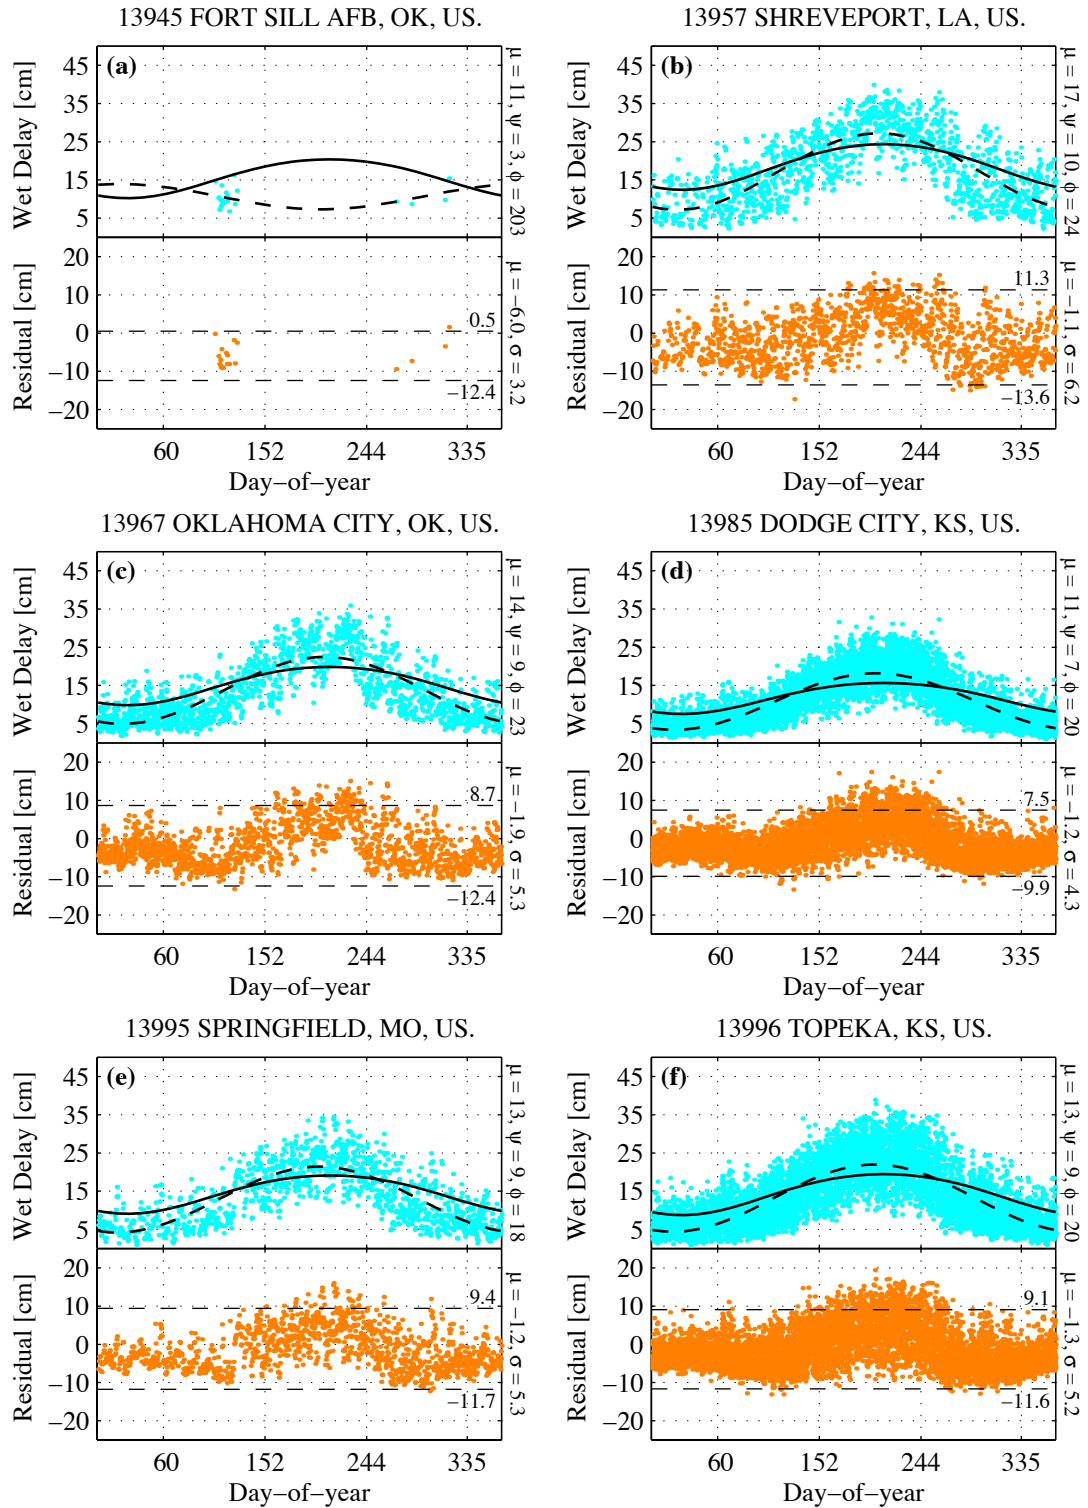 13945 FORT SILL AFB, OK, US.
(a)
Wet Delay [cm]
45
35
25
15
5
μ = 11, ψ = 3, ϕ = 203
Residual [cm]
20
10
0
−10
−20
0.5
−12.4
μ = −6.0, σ = 3.2
60 152 244 335
Day−of−year
13957 SHREVEPORT, LA, US.
(b)
Wet Delay [cm]
45
35
25
15
5
μ = 17, ψ = 10, ϕ = 24
Residual [cm]
20
10
0
−10
−20
11.3
−13.6
μ = −1.1, σ = 6.2
60 152 244 335
Day−of−year
13967 OKLAHOMA CITY, OK, US.
(c)
Wet Delay [cm]
45
35
25
15
5
μ = 14, ψ = 9, ϕ = 23
Residual [cm]
20
10
0
−10
−20
8.7
−12.4
μ = −1.9, σ = 5.3
60 152 244 335
Day−of−year
13985 DODGE CITY, KS, US.
(d)
Wet Delay [cm]
45
35
25
15
5
μ = 11, ψ = 7, ϕ = 20
Residual [cm]
20
10
0
−10
−20
7.5
−9.9
μ = −1.2, σ = 4.3
60 152 244 335
Day−of−year
13995 SPRINGFIELD, MO, US.
(e)
Wet Delay [cm]
45
35
25
15
5
μ = 13, ψ = 9, ϕ = 18
Residual [cm]
20
10
0
−10
−20
9.4
−11.7
μ = −1.2, σ = 5.3
60 152 244 335
Day−of−year
13996 TOPEKA, KS, US.
(f)
Wet Delay [cm]
45
35
25
15
5
μ = 13, ψ = 9, ϕ = 20
Residual [cm]
20
10
0
−10
−20
9.1
−11.6
μ = −1.3, σ = 5.2
60 152 244 335
Day−of−year